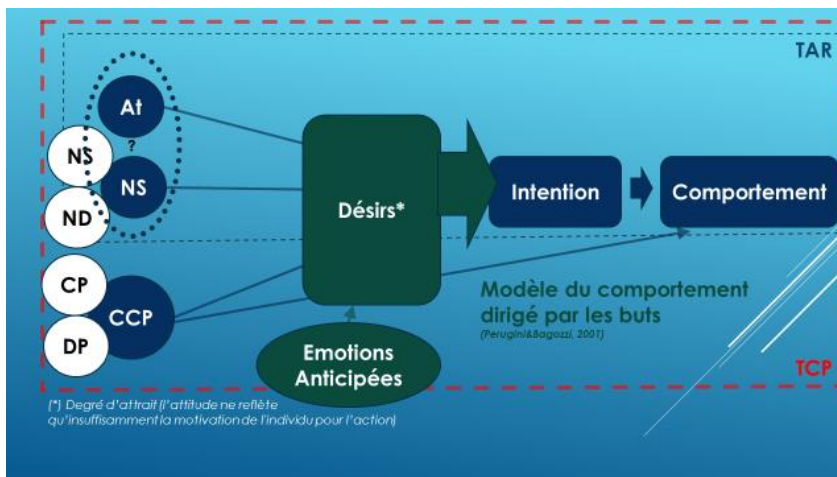 TAR
At
?
NS
NS
ND
CP
CCP
DP
Désirs*
Intention
Comportement
Modèle du comportement
dirigé par les buts
(Perugini&Bagozzi, 2001)
Emotions
Anticipées
TCP
(*) Degré d'attrait (l'attitude ne reflète
qu'insuffisamment la motivation de l'individu pour l'action)